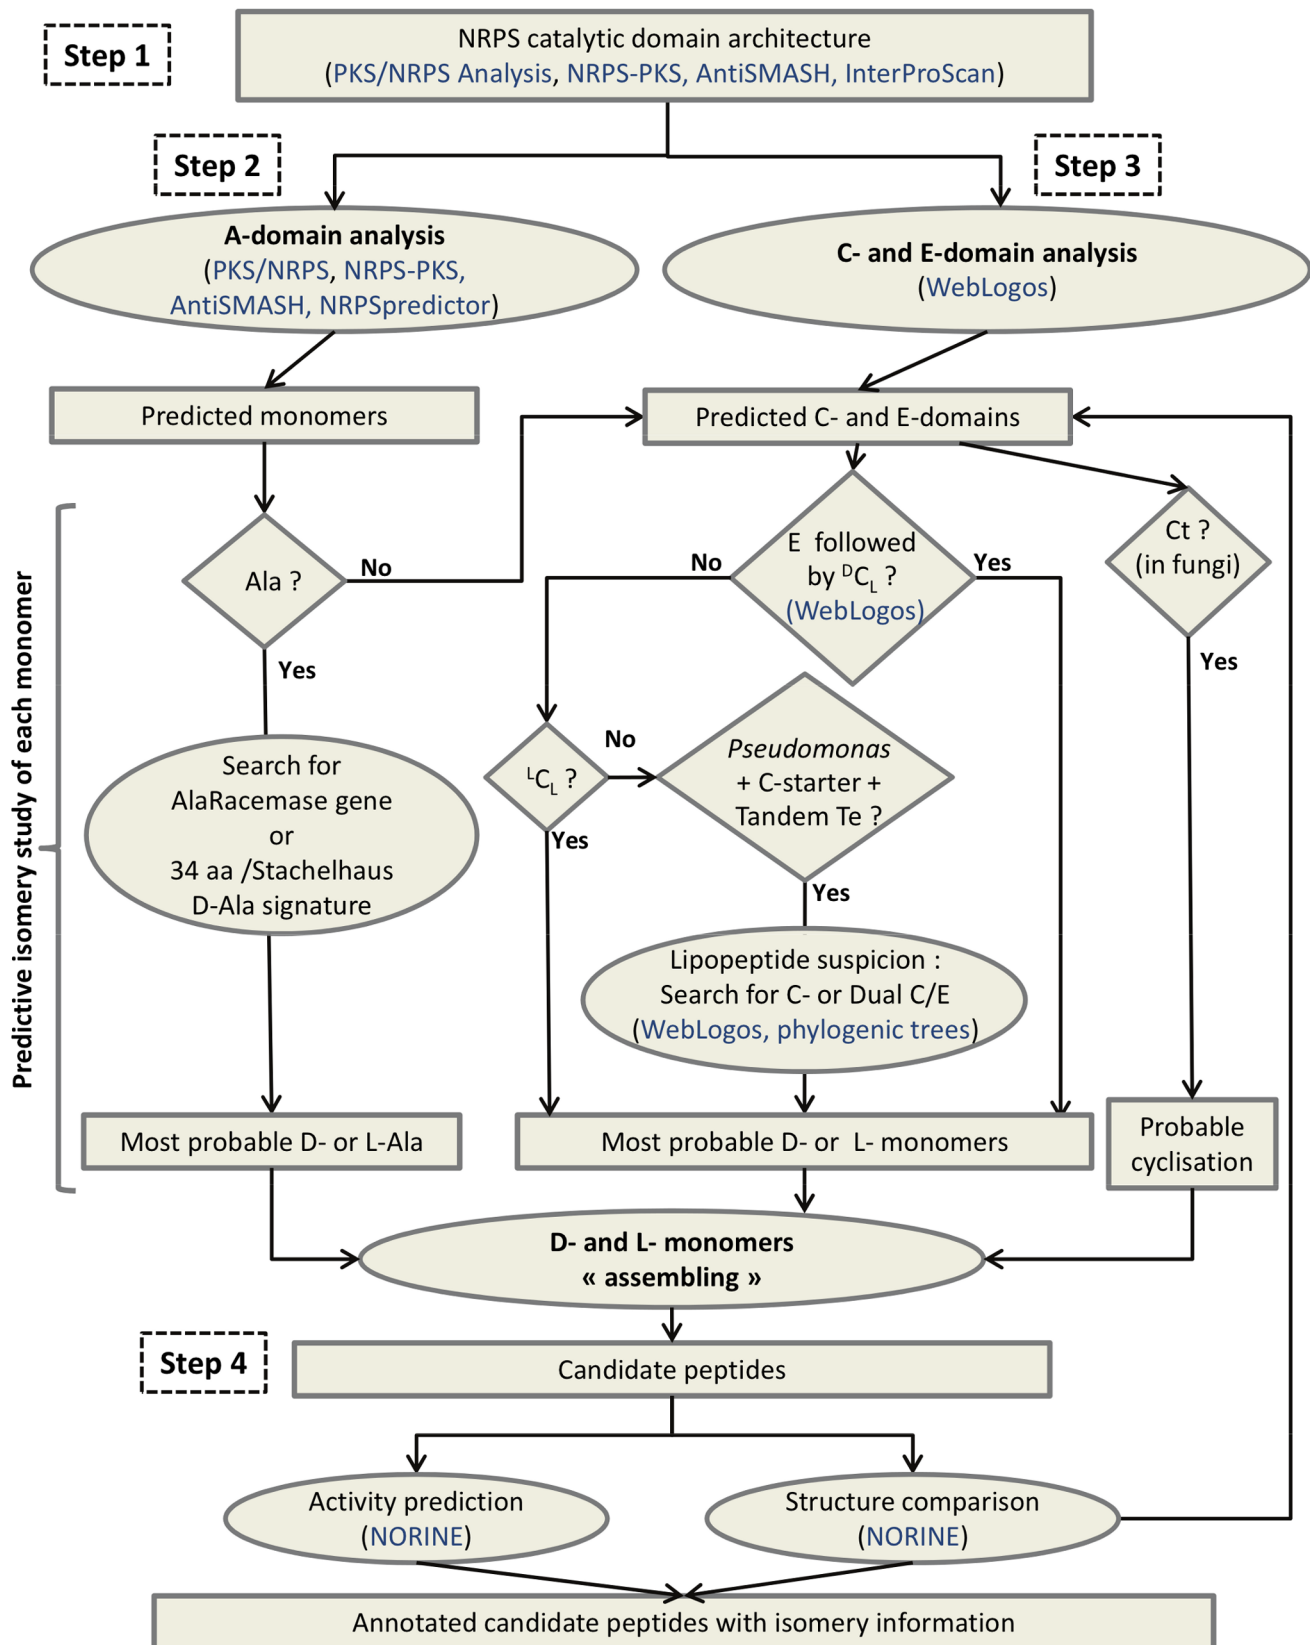 Step 1
NRPS catalytic domain architecture
(PKS/NRPS Analysis, NRPS-PKS, AntiSMASH, InterProScan)
Step 2
Step 3
A-domain analysis
(PKS/NRPS, NRPS-PKS,
AntiSMASH, NRPSpredictor)
C- and E-domain analysis
(WebLogos)
Predicted monomers
Predicted C- and E-domains
Predictive isomery study of each monomer
Ala ?
No
Yes
Search for
AlaRacemase gene
or
34 aa /Stachelhaus
D-Ala signature
Most probable D- or L-Ala
E followed
by ᴰC_L ?
(WebLogos)
No
Yes
Ct ?
(in fungi)
Yes
ᴸC_L ?
No
Yes
Pseudomonas
+ C-starter +
Tandem Te ?
Yes
Lipopeptide suspicion :
Search for C- or Dual C/E
(WebLogos, phylogenic trees)
Most probable D- or L- monomers
Probable
cyclisation
D- and L- monomers
« assembling »
Step 4
Candidate peptides
Activity prediction
(NORINE)
Structure comparison
(NORINE)
Annotated candidate peptides with isomery information